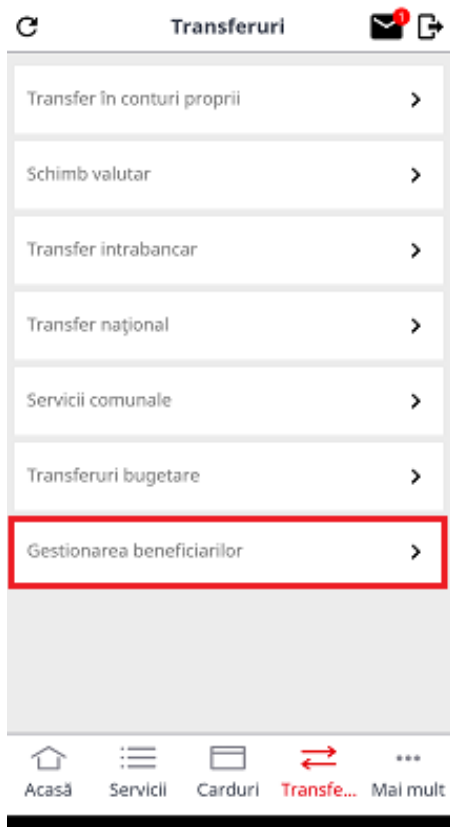 Transferuri
1
Transfer în conturi proprii
Schimb valutar
Transfer intrabancar
Transfer naţional
Servicii comunale
Transferuri bugetare
Gestionarea beneficiarilor
Acasă Servicii Carduri Transfe... Mai mult